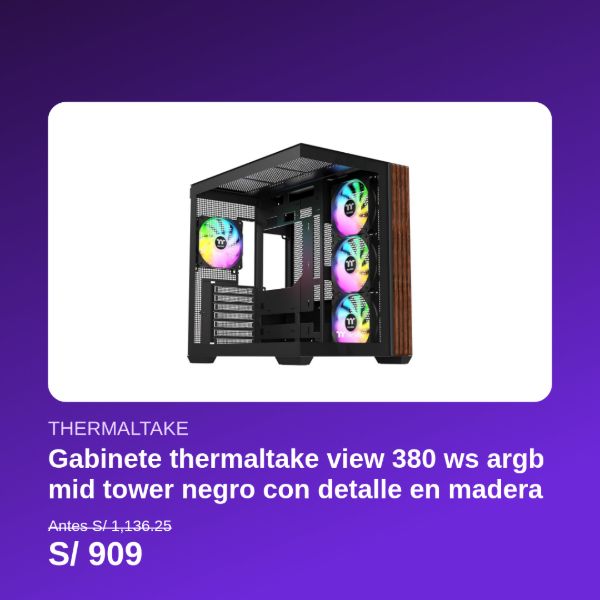 THERMALTAKE
Gabinete thermaltake view 380 ws argb
mid tower negro con detalle en madera
Antes S/ 1,136.25
S/ 909